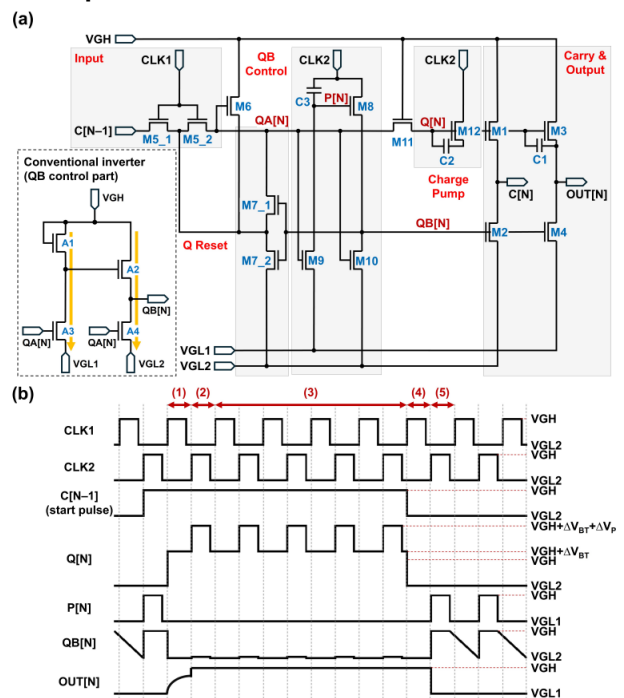 (a)
VGH
Input
CLK1
QB
Control
CLK2
CLK2
Carry &
Output
C3
P[N]
M6
M8
QA[N]
Q[N]
C[N–1]
M5_1
M5_2
M11
M12
M1
M3
C2
C1
Charge
Pump
C[N]
OUT[N]
Conventional inverter
(QB control part)
VGH
A1
A2
QB[N]
QA[N]
A3
QA[N]
A4
VGL1
VGL2
M7_1
Q Reset
M7_2
M9
M10
QB[N]
M2
M4
VGL1
VGL2
(b)
(1)
(2)
(3)
(4)
(5)
CLK1
VGH
VGL2
CLK2
VGH
VGL2
C[N–1]
(start pulse)
VGH
VGL2
Q[N]
VGH+ΔVBT+ΔVP
VGH+ΔVBT
VGH
VGL2
P[N]
VGH
VGL1
QB[N]
VGH
VGL2
OUT[N]
VGH
VGL1